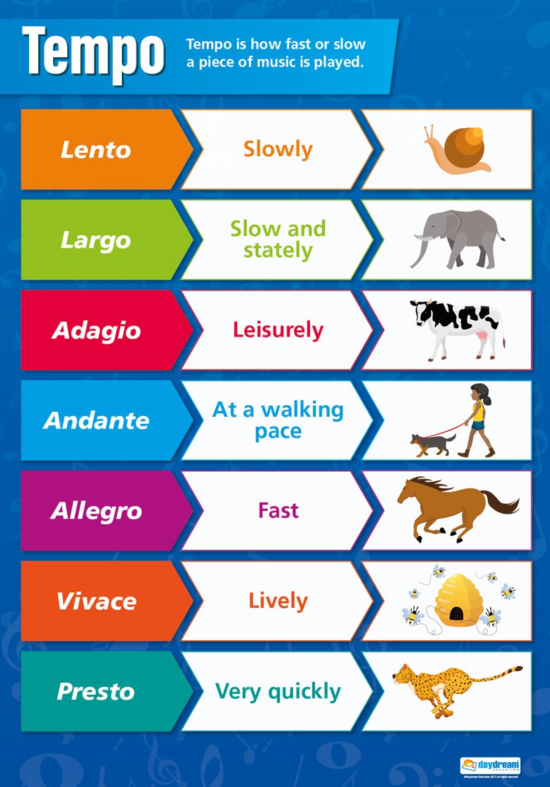 Tempo
Tempo is how fast or slow
a piece of music is played.
Lento
Slowly
Largo
Slow and
stately
Adagio
Leisurely
Andante
At a walking
pace
Allegro
Fast
Vivace
Lively
Presto
Very quickly
daydream
EDUCATION